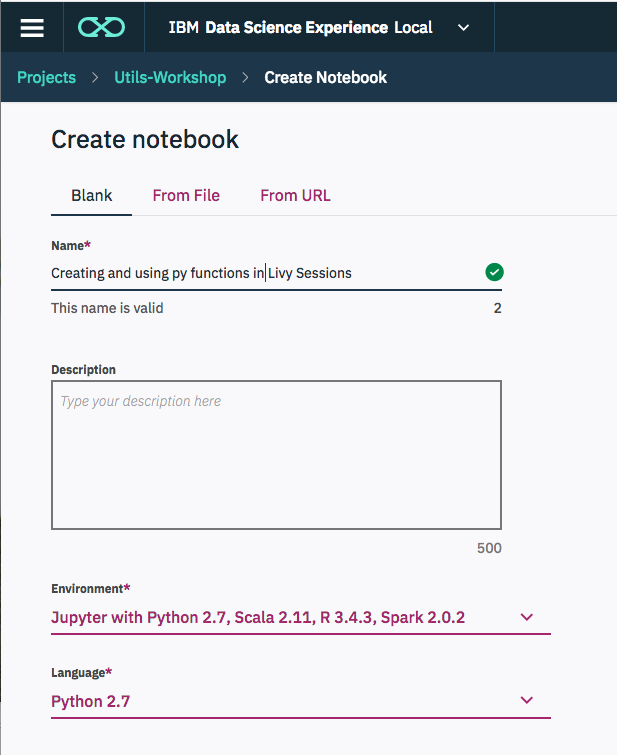 IBM Data Science Experience Local
Projects > Utils-Workshop > Create Notebook
Create notebook
Blank From File From URL
Name*
Creating and using py functions in Livy Sessions
This name is valid 2
Description
Type your description here
500
Environment*
Jupyter with Python 2.7, Scala 2.11, R 3.4.3, Spark 2.0.2
Language*
Python 2.7